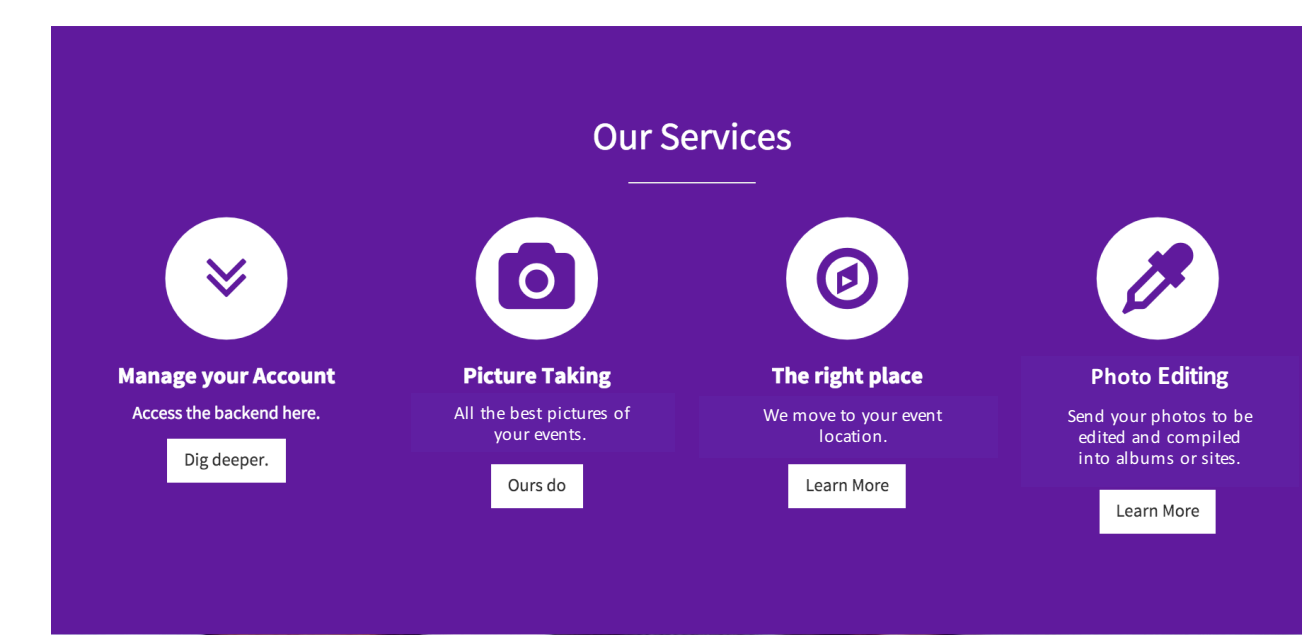 Our Services
Manage your Account
Access the backend here.
Dig deeper.
Picture Taking
All the best pictures of
your events.
Ours do
The right place
We move to your event
location.
Learn More
Photo Editing
Send your photos to be
edited and compiled
into albums or sites.
Learn More